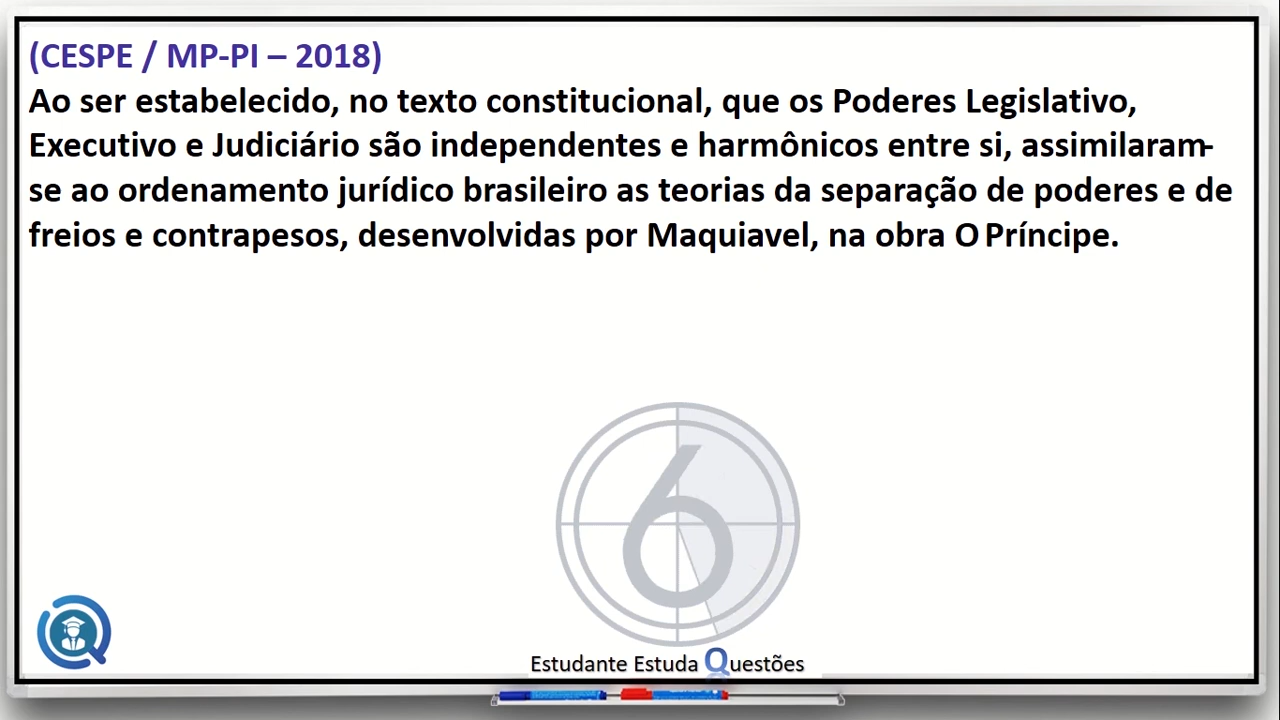 (CESPE / MP-PI – 2018)
Ao ser estabelecido, no texto constitucional, que os Poderes Legislativo,
Executivo e Judiciário são independentes e harmônicos entre si, assimilaram-
se ao ordenamento jurídico brasileiro as teorias da separação de poderes e de
freios e contrapesos, desenvolvidas por Maquiavel, na obra O Príncipe.
6
Estudante Estuda Questões